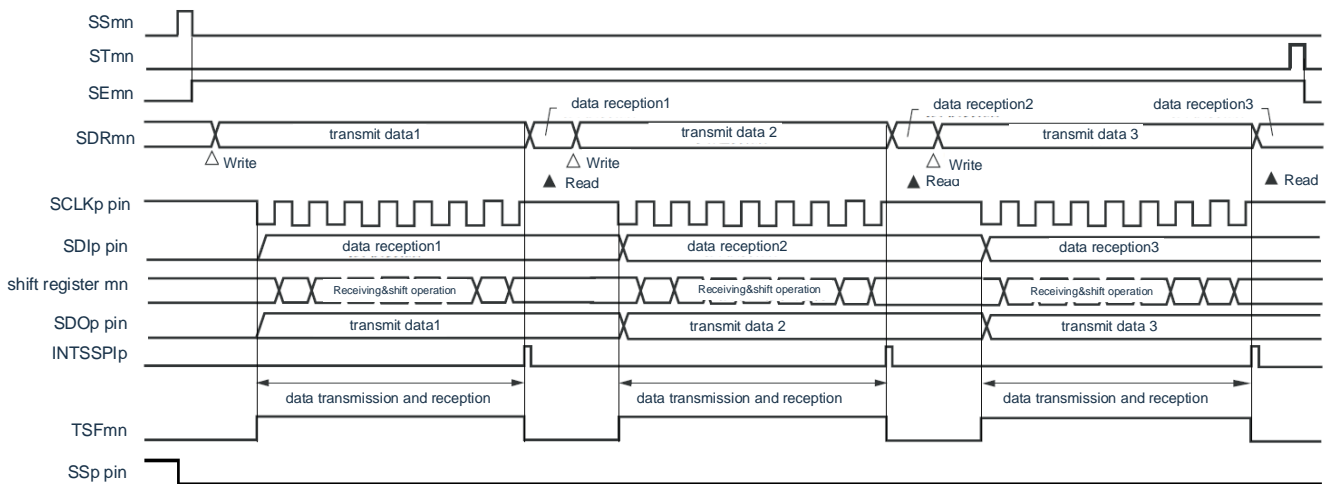 SSmn
STmn
SEmn
data reception1
data reception2
data reception3
SDRmn
transmit data1
transmit data 2
transmit data 3
Write
Write
Write
Read
Read
Read
SCLKp pin
SDIp pin
data reception1
data reception2
data reception3
shift register mn
Receiving&shift operation
Receiving&shift operation
Receiving&shift operation
SDOp pin
transmit data1
transmit data 2
transmit data 3
INTSSPIp
data transmission and reception
data transmission and reception
data transmission and reception
TSFmn
SSp pin